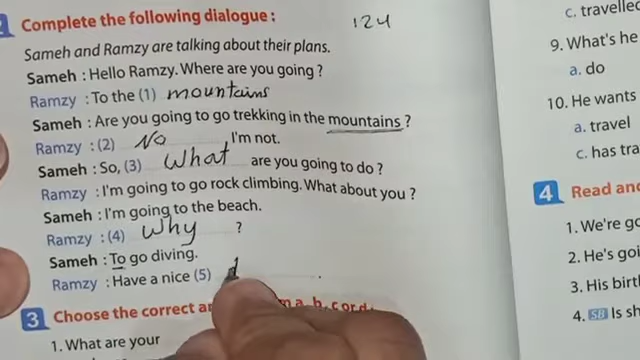 Complete the following dialogue :
124
Sameh and Ramzy are talking about their plans.
Sameh : Hello Ramzy. Where are you going ?
Ramzy : To the (1) mountains
Sameh : Are you going to go trekking in the mountains ?
Ramzy : (2) No I'm not.
Sameh : So, (3) What are you going to do ?
Ramzy : I'm going to go rock climbing. What about you ?
Sameh : I'm going to the beach.
Ramzy : (4) Why ?
Sameh : To go diving.
Ramzy : Have a nice (5)
3 Choose the correct
1. What are your
c. travelled
9. What's he
a. do
10. He wants
a. travel
c. has tra
4 Read and
1. We're go
2. He's goi
3. His birt
4. SB Is sh